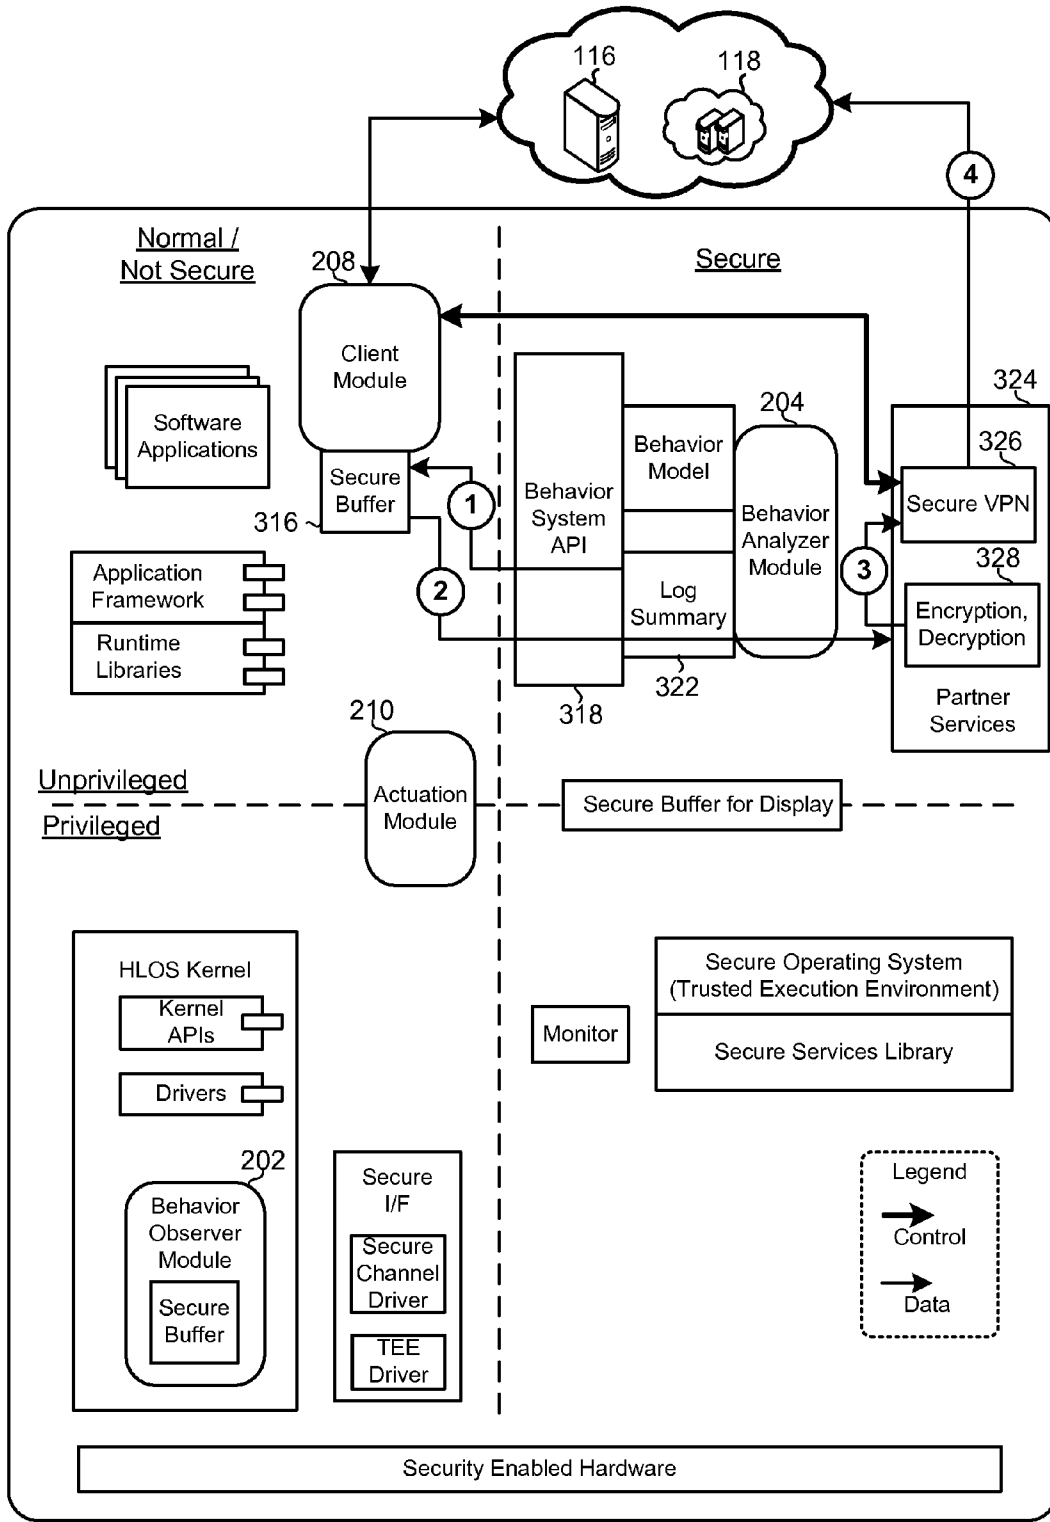 116
118
4
Normal /
Not Secure
Secure
208
Client
Module
Software
Applications
Secure
Buffer
316
1
2
Behavior
System
API
318
Behavior
Model
Log
Summary
322
204
Behavior
Analyzer
Module
324
326
Secure VPN
3
328
Encryption,
Decryption
Partner
Services
Application
Framework
Runtime
Libraries
210
Actuation
Module
Unprivileged
Privileged
Secure Buffer for Display
HLOS Kernel
Kernel
APIs
Drivers
202
Behavior
Observer
Module
Secure
Buffer
Secure
I/F
Secure
Channel
Driver
TEE
Driver
Monitor
Secure Operating System
(Trusted Execution Environment)
Secure Services Library
Legend
Control
Data
Security Enabled Hardware